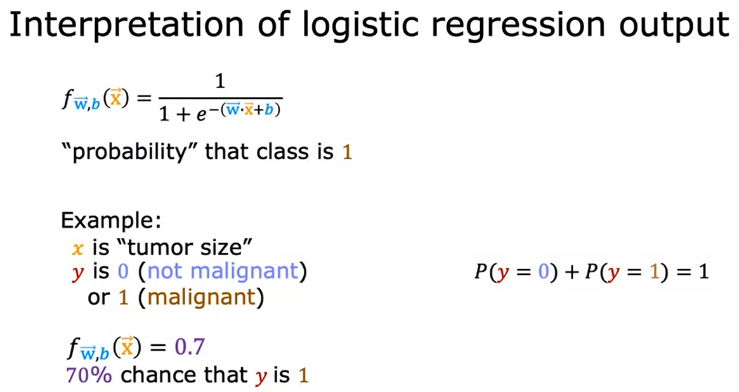 Interpretation of logistic regression output
f_{\vec{w},b}(\vec{x}) = \frac{1}{1 + e^{-(\vec{w}\cdot\vec{x}+b)}}
“probability” that class is 1
Example:
x is “tumor size”
y is 0 (not malignant)
or 1 (malignant)
P(y = 0) + P(y = 1) = 1
f_{\vec{w},b}(\vec{x}) = 0.7
70% chance that y is 1